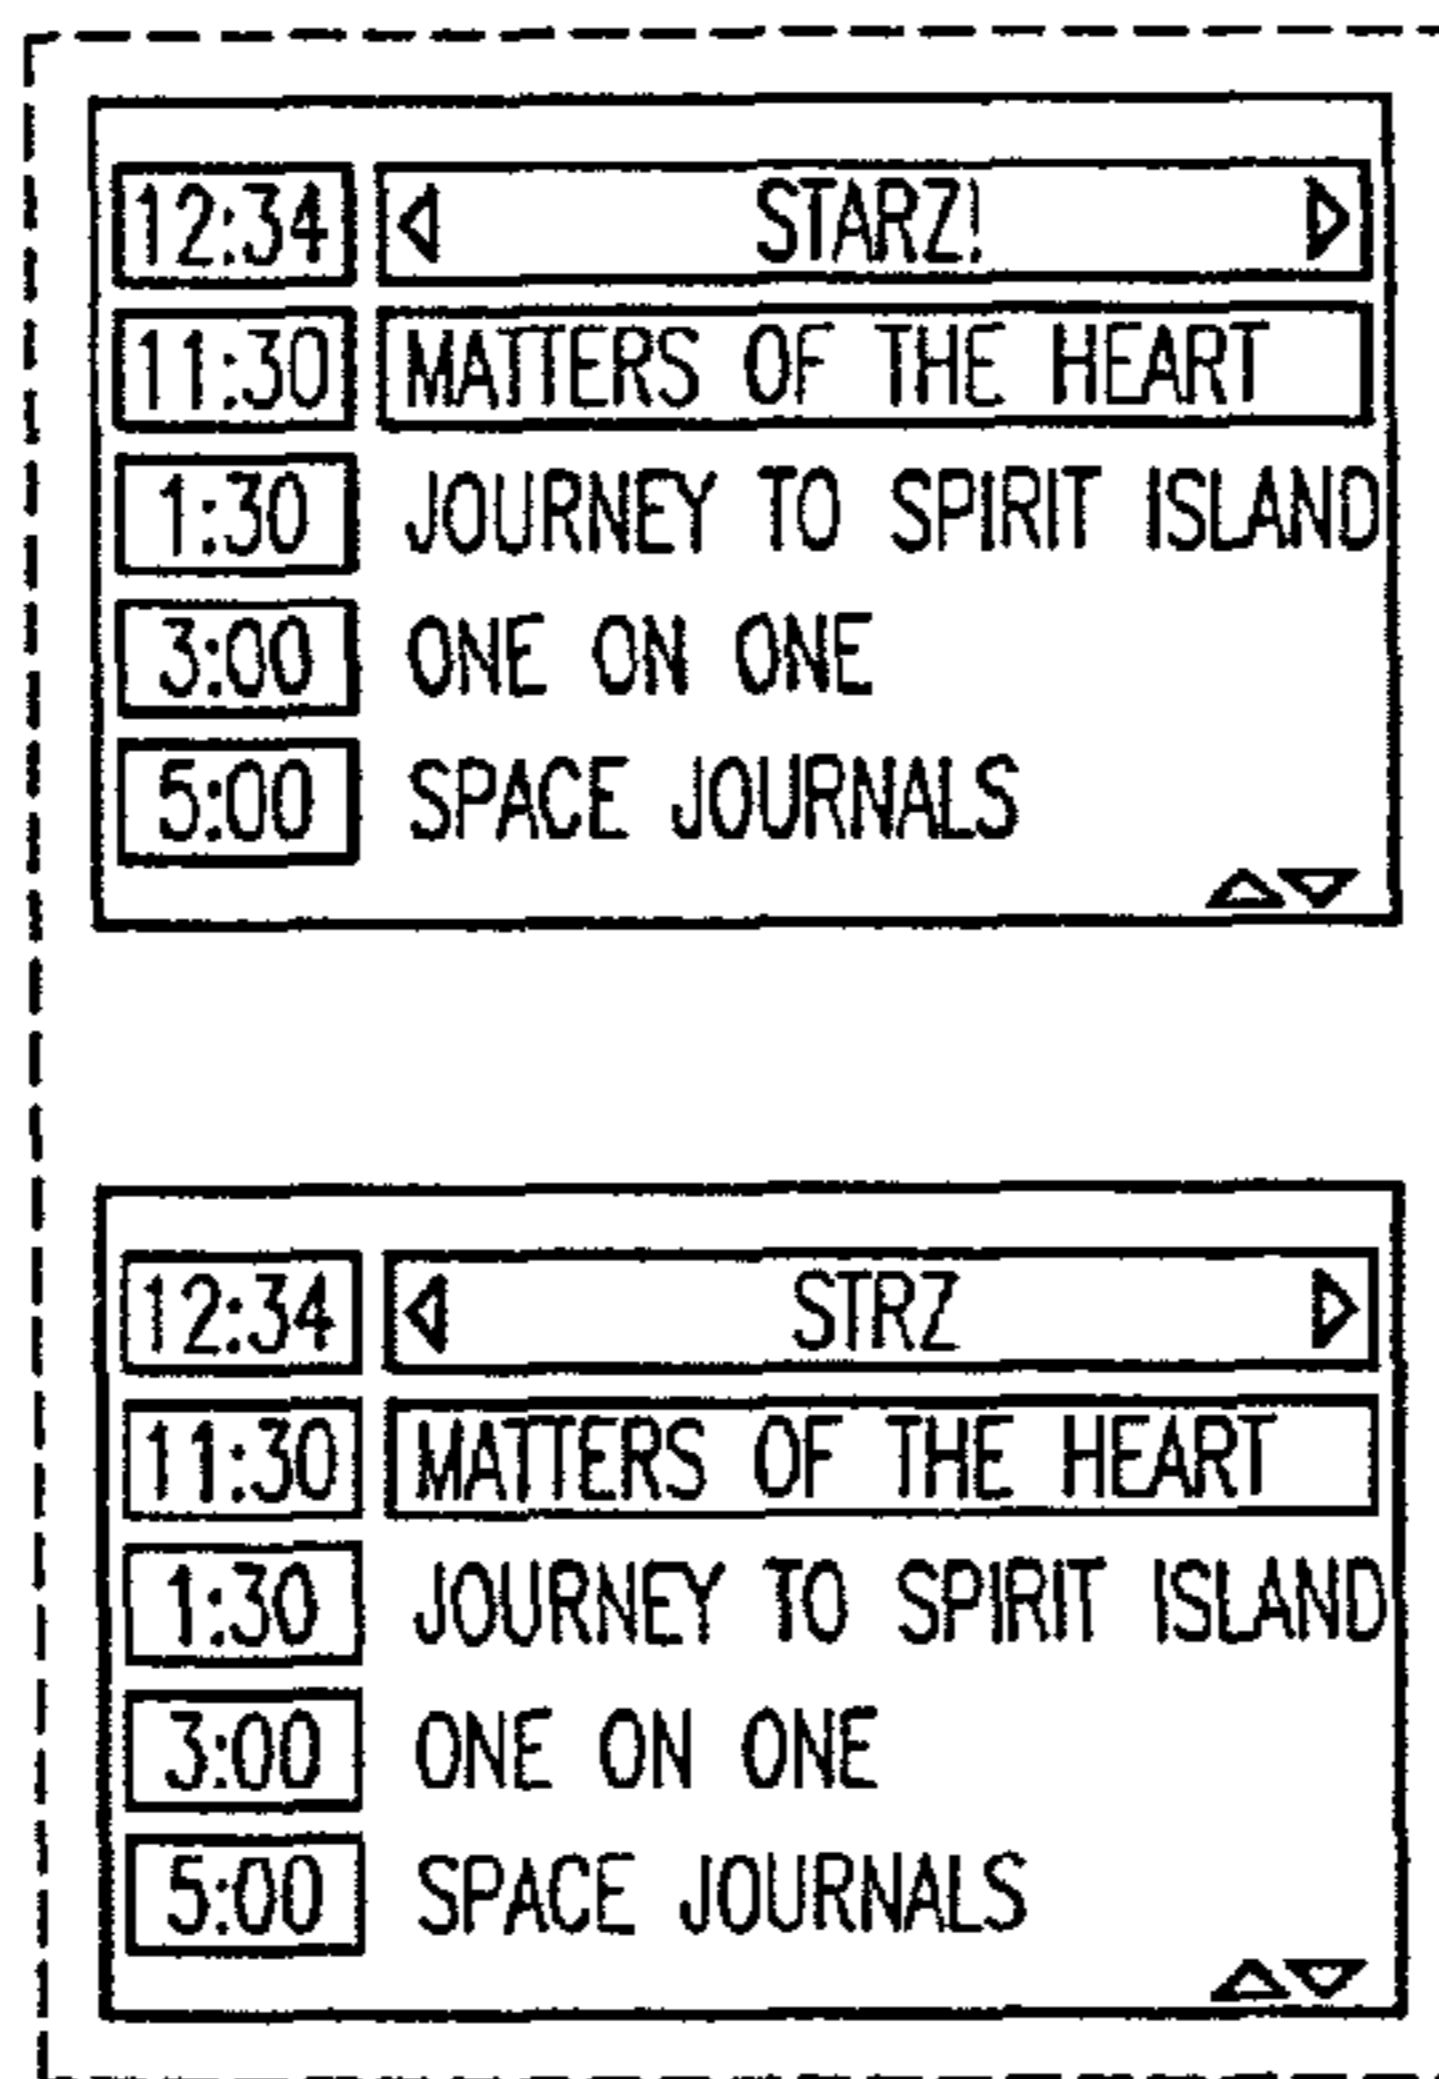 12:34 STARZ!
11:30 MATTERS OF THE HEART
1:30 JOURNEY TO SPIRIT ISLAND
3:00 ONE ON ONE
5:00 SPACE JOURNALS
12:34 STRZ
11:30 MATTERS OF THE HEART
1:30 JOURNEY TO SPIRIT ISLAND
3:00 ONE ON ONE
5:00 SPACE JOURNALS